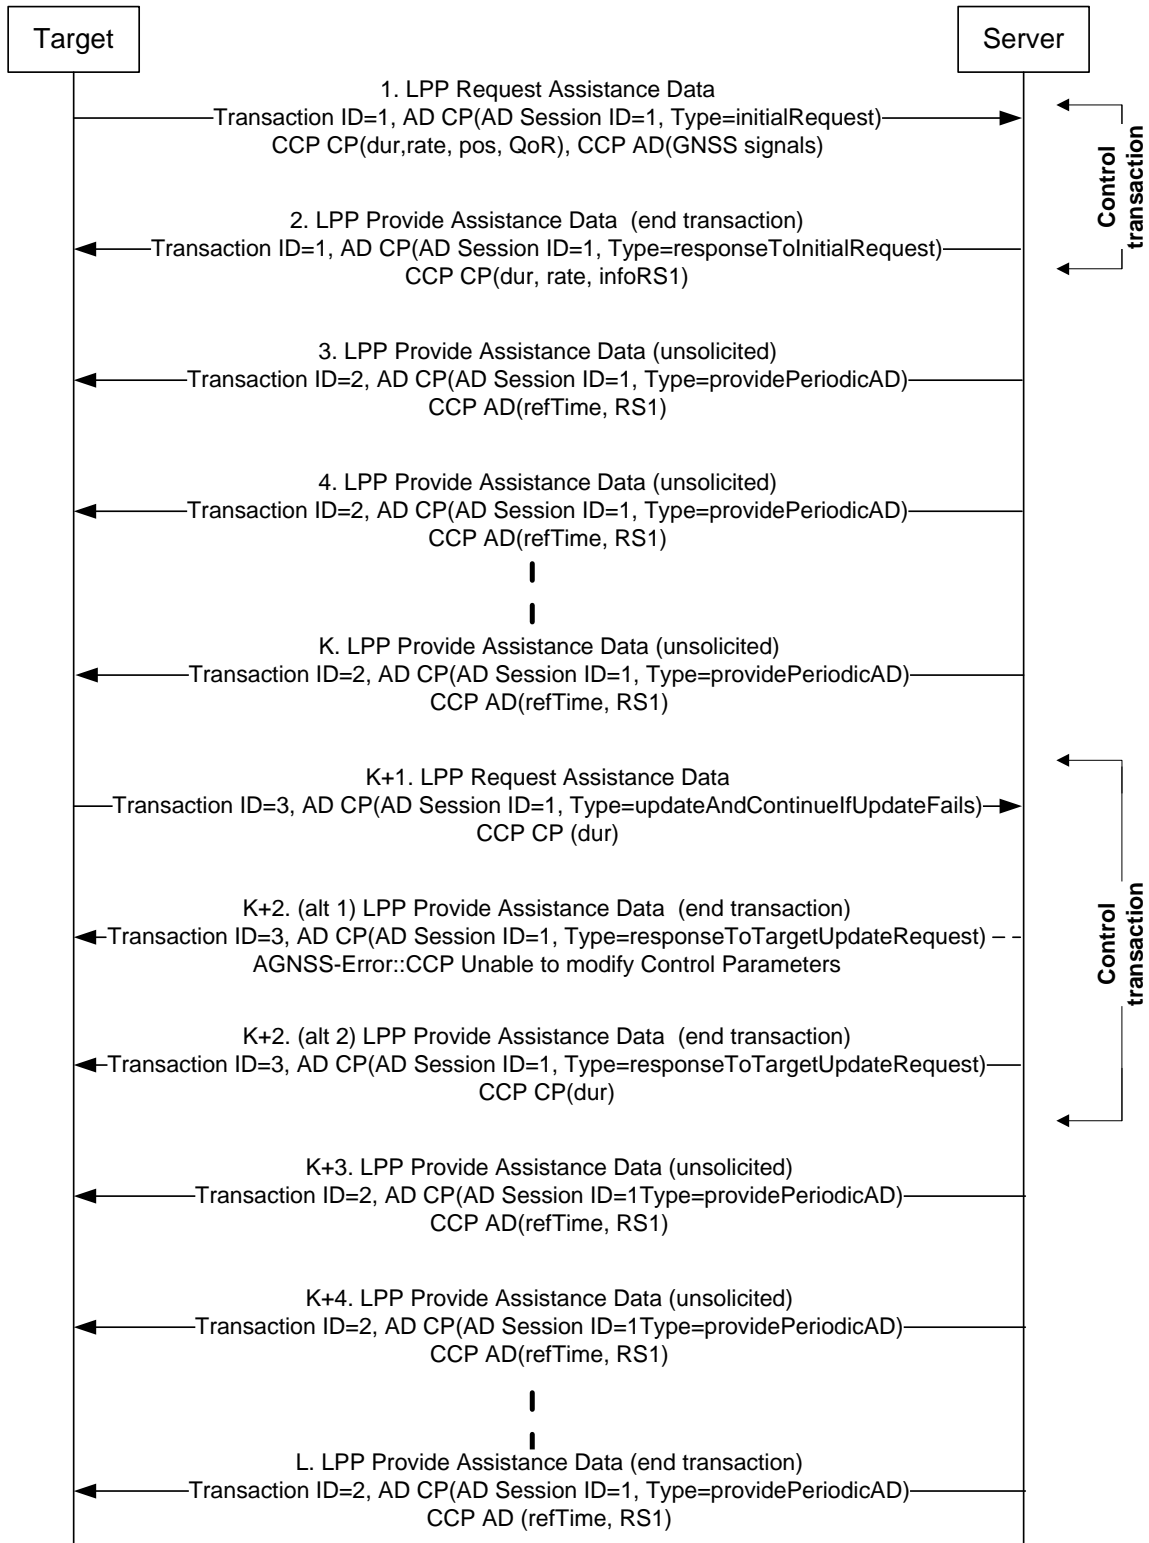 Target
Server
1. LPP Request Assistance Data
Transaction ID=1, AD CP(AD Session ID=1, Type=initialRequest)
CCP CP(dur,rate, pos, QoR), CCP AD(GNSS signals)
Control
transaction
2. LPP Provide Assistance Data  (end transaction)
Transaction ID=1, AD CP(AD Session ID=1, Type=responseToInitialRequest)
CCP CP(dur, rate, infoRS1)
3. LPP Provide Assistance Data (unsolicited)
Transaction ID=2, AD CP(AD Session ID=1, Type=providePeriodicAD)
CCP AD(refTime, RS1)
4. LPP Provide Assistance Data (unsolicited)
Transaction ID=2, AD CP(AD Session ID=1, Type=providePeriodicAD)
CCP AD(refTime, RS1)
K. LPP Provide Assistance Data (unsolicited)
Transaction ID=2, AD CP(AD Session ID=1, Type=providePeriodicAD)
CCP AD(refTime, RS1)
K+1. LPP Request Assistance Data
Transaction ID=3, AD CP(AD Session ID=1, Type=updateAndContinueIfUpdateFails)
CCP CP (dur)
K+2. (alt 1) LPP Provide Assistance Data  (end transaction)
Transaction ID=3, AD CP(AD Session ID=1, Type=responseToTargetUpdateRequest)
AGNSS-Error::CCP Unable to modify Control Parameters
Control
transaction
K+2. (alt 2) LPP Provide Assistance Data  (end transaction)
Transaction ID=3, AD CP(AD Session ID=1, Type=responseToTargetUpdateRequest)
CCP CP(dur)
K+3. LPP Provide Assistance Data (unsolicited)
Transaction ID=2, AD CP(AD Session ID=1Type=providePeriodicAD)
CCP AD(refTime, RS1)
K+4. LPP Provide Assistance Data (unsolicited)
Transaction ID=2, AD CP(AD Session ID=1Type=providePeriodicAD)
CCP AD(refTime, RS1)
L. LPP Provide Assistance Data (end transaction)
Transaction ID=2, AD CP(AD Session ID=1, Type=providePeriodicAD)
CCP AD (refTime, RS1)